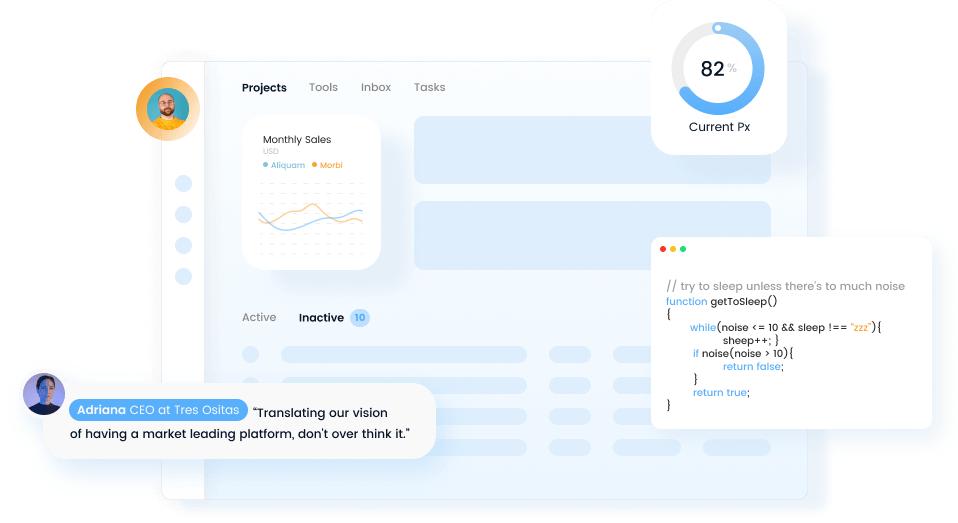 Projects Tools Inbox Tasks
82 %
Current Px
Monthly Sales
USD
Aliquam Morbi
// try to sleep unless there's to much noise
function getToSleep()
{
while(noise <= 10 && sleep !== "zzz"){
sheep++; }
if noise(noise > 10){
return false;
}
return true;
}
Active Inactive 10
Adriana CEO at Tres Ositas “Translating our vision
of having a market leading platform, don't over think it.”